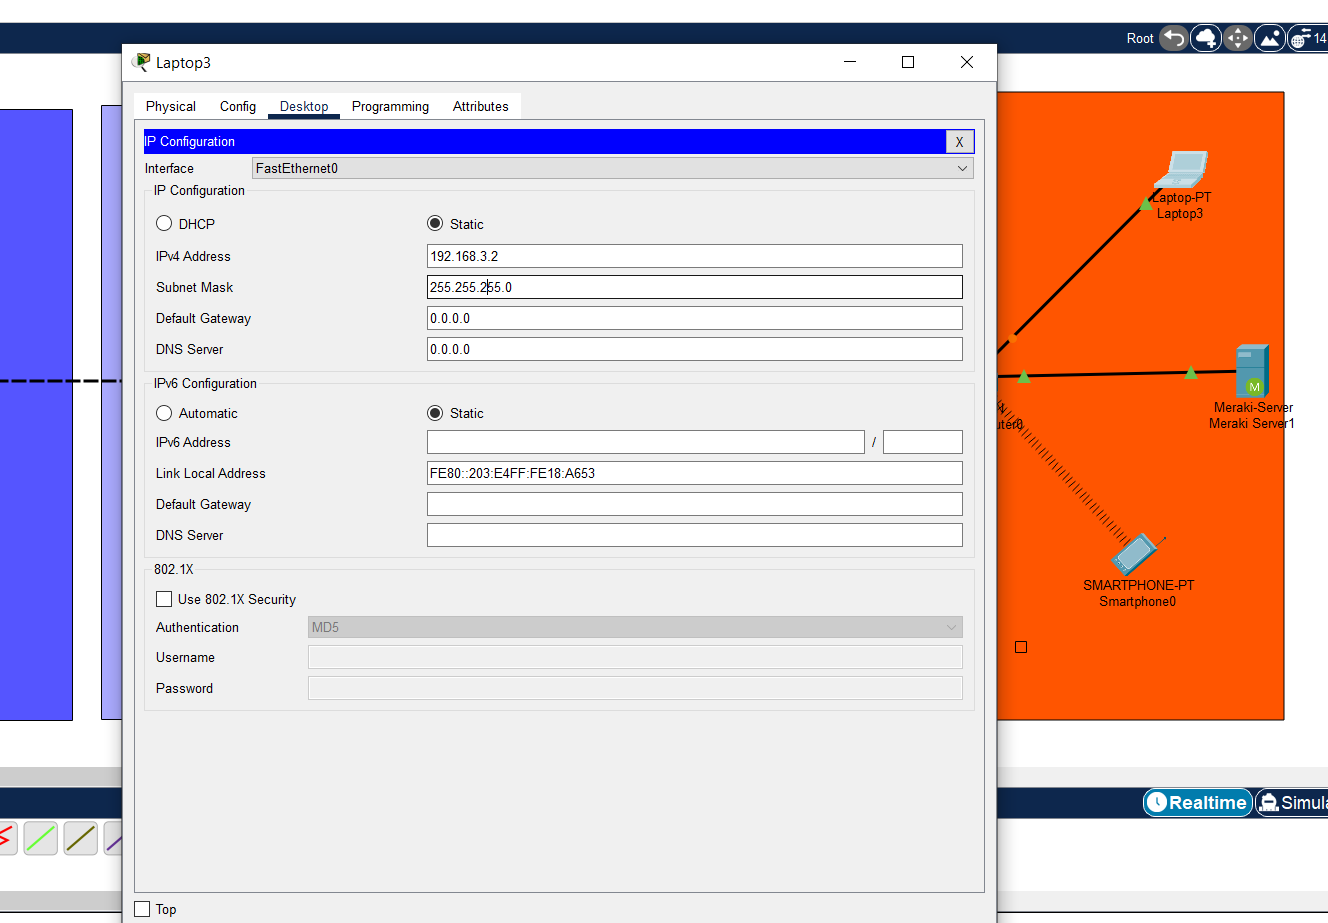 Root
14
Laptop3
Physical Config Desktop Programming Attributes
IP Configuration
X
Interface FastEthernet0
IP Configuration
DHCP Static
IPv4 Address 192.168.3.2
Subnet Mask 255.255.255.0
Default Gateway 0.0.0.0
DNS Server 0.0.0.0
IPv6 Configuration
Automatic Static
IPv6 Address /
Link Local Address FE80::203:E4FF:FE18:A653
Default Gateway
DNS Server
802.1X
Use 802.1X Security
Authentication MD5
Username
Password
Top
Laptop-PT
Laptop3
Meraki-Server
Meraki Server1
M
uter0
SMARTPHONE-PT
Smartphone0
Realtime
Simula